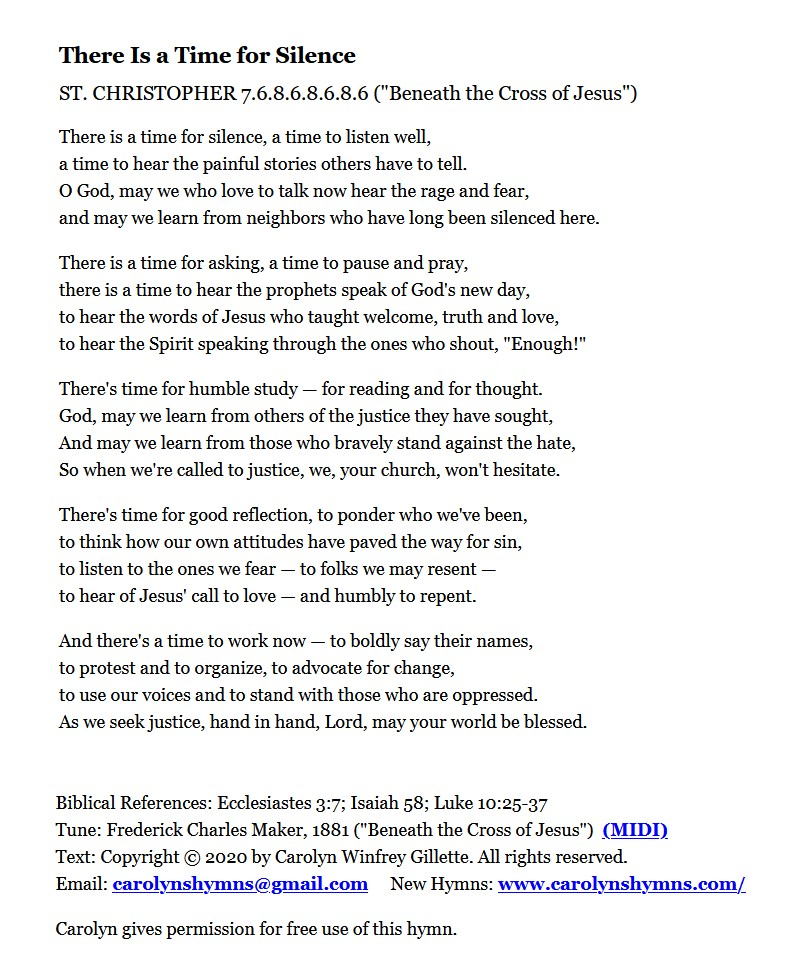 There Is a Time for Silence
ST. CHRISTOPHER 7.6.8.6.8.6.8.6 ("Beneath the Cross of Jesus")
There is a time for silence, a time to listen well,
a time to hear the painful stories others have to tell.
O God, may we who love to talk now hear the rage and fear,
and may we learn from neighbors who have long been silenced here.
There is a time for asking, a time to pause and pray,
there is a time to hear the prophets speak of God's new day,
to hear the words of Jesus who taught welcome, truth and love,
to hear the Spirit speaking through the ones who shout, "Enough!"
There's time for humble study — for reading and for thought.
God, may we learn from others of the justice they have sought,
And may we learn from those who bravely stand against the hate,
So when we're called to justice, we, your church, won't hesitate.
There's time for good reflection, to ponder who we've been,
to think how our own attitudes have paved the way for sin,
to listen to the ones we fear — to folks we may resent —
to hear of Jesus' call to love — and humbly to repent.
And there's a time to work now — to boldly say their names,
to protest and to organize, to advocate for change,
to use our voices and to stand with those who are oppressed.
As we seek justice, hand in hand, Lord, may your world be blessed.
Biblical References: Ecclesiastes 3:7; Isaiah 58; Luke 10:25-37
Tune: Frederick Charles Maker, 1881 ("Beneath the Cross of Jesus") (MIDI)
Text: Copyright © 2020 by Carolyn Winfrey Gillette. All rights reserved.
Email: carolynshymns@gmail.com New Hymns: www.carolynshymns.com/
Carolyn gives permission for free use of this hymn.